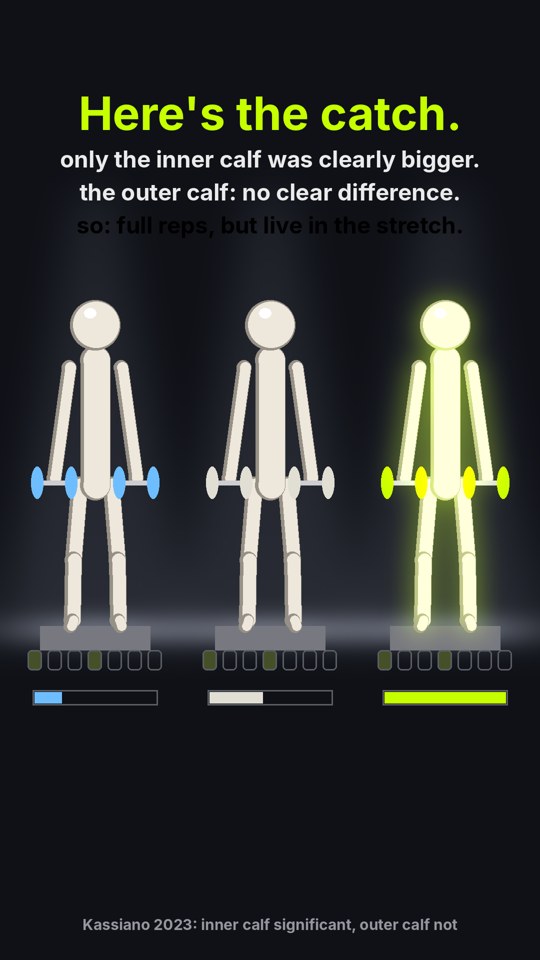 Here's the catch.
only the inner calf was clearly bigger.
the outer calf: no clear difference.
so: full reps, but live in the stretch.
Kassiano 2023: inner calf significant, outer calf not